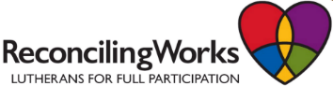 ReconcilingWorks
LUTHERANS FOR FULL PARTICIPATION